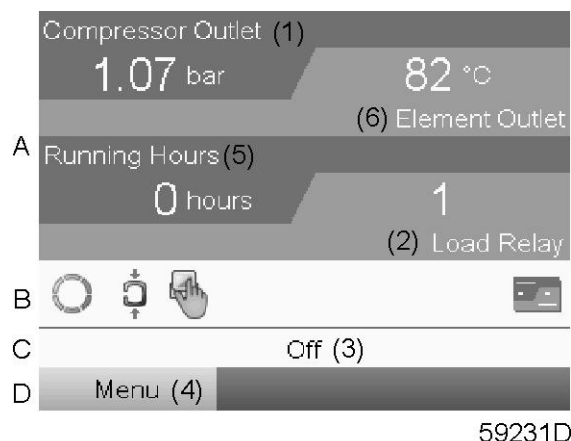 Compressor Outlet (1)
1.07 bar
82 °C
(6) Element Outlet
A
Running Hours (5)
0 hours
1
(2) Load Relay
B
C
Off (3)
D
Menu (4)
59231D